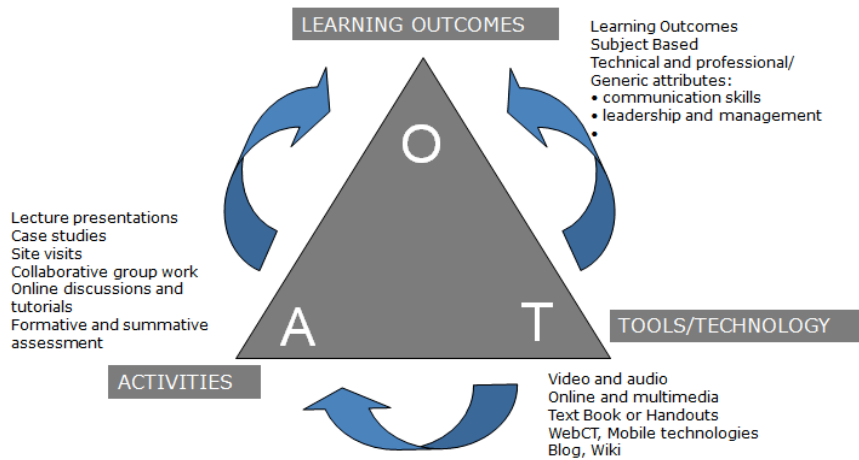 LEARNING OUTCOMES
Learning Outcomes
Subject Based
Technical and professional/
Generic attributes:
• communication skills
• leadership and management
•
O
Lecture presentations
Case studies
Site visits
Collaborative group work
Online discussions and
tutorials
Formative and summative
assessment
A
T
TOOLS/TECHNOLOGY
ACTIVITIES
Video and audio
Online and multimedia
Text Book or Handouts
WebCT, Mobile technologies
Blog, Wiki